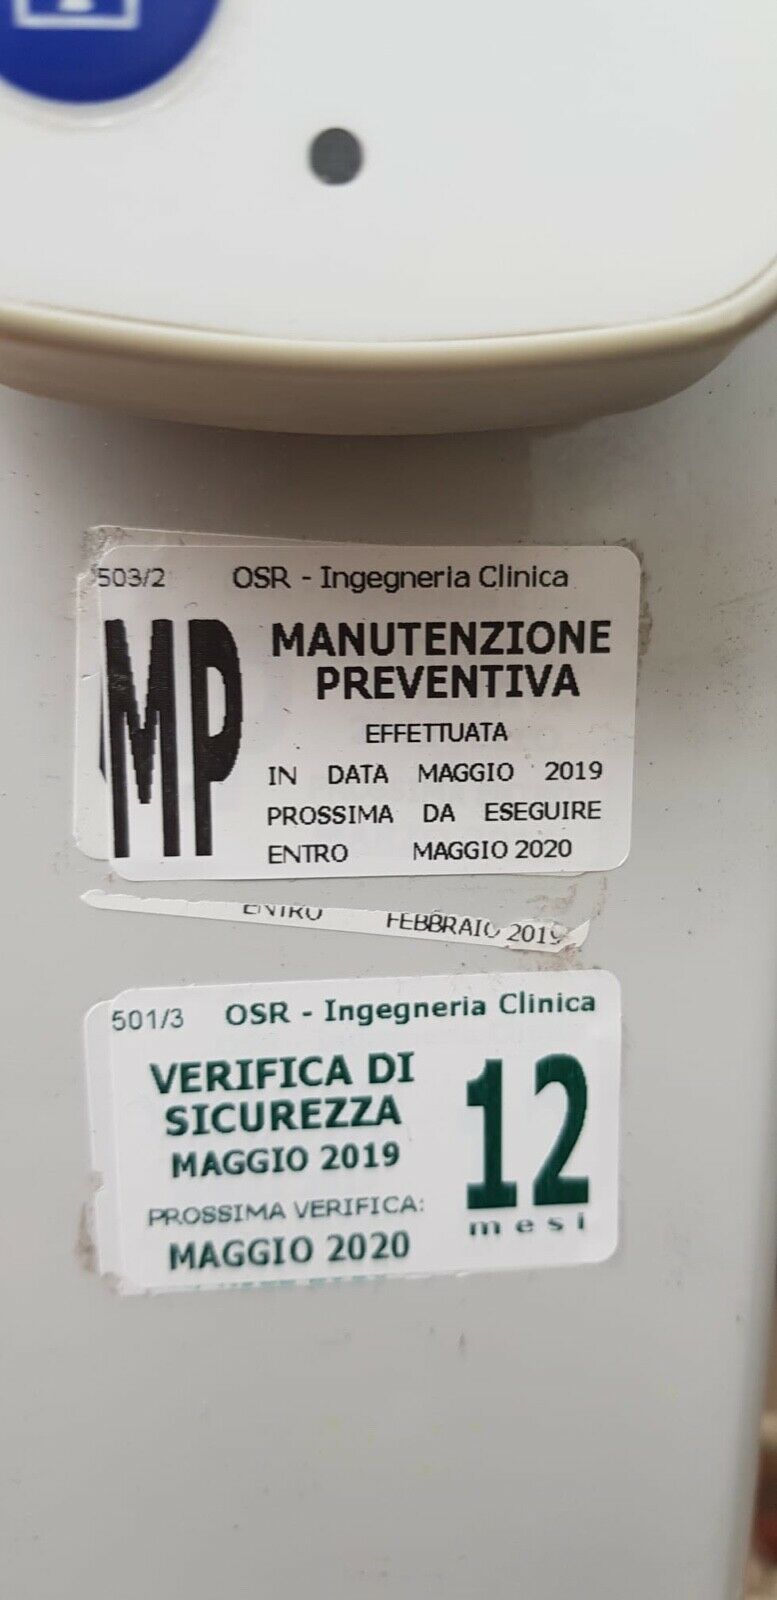 503/2 OSR - Ingegneria Clinica
MP
MANUTENZIONE
PREVENTIVA
EFFETTUATA
IN DATA MAGGIO 2019
PROSSIMA DA ESEGUIRE
ENTRO MAGGIO 2020
ENTRO FEBBRAIO 2019
501/3 OSR - Ingegneria Clinica
VERIFICA DI
SICUREZZA
MAGGIO 2019
PROSSIMA VERIFICA:
MAGGIO 2020
12
mesi